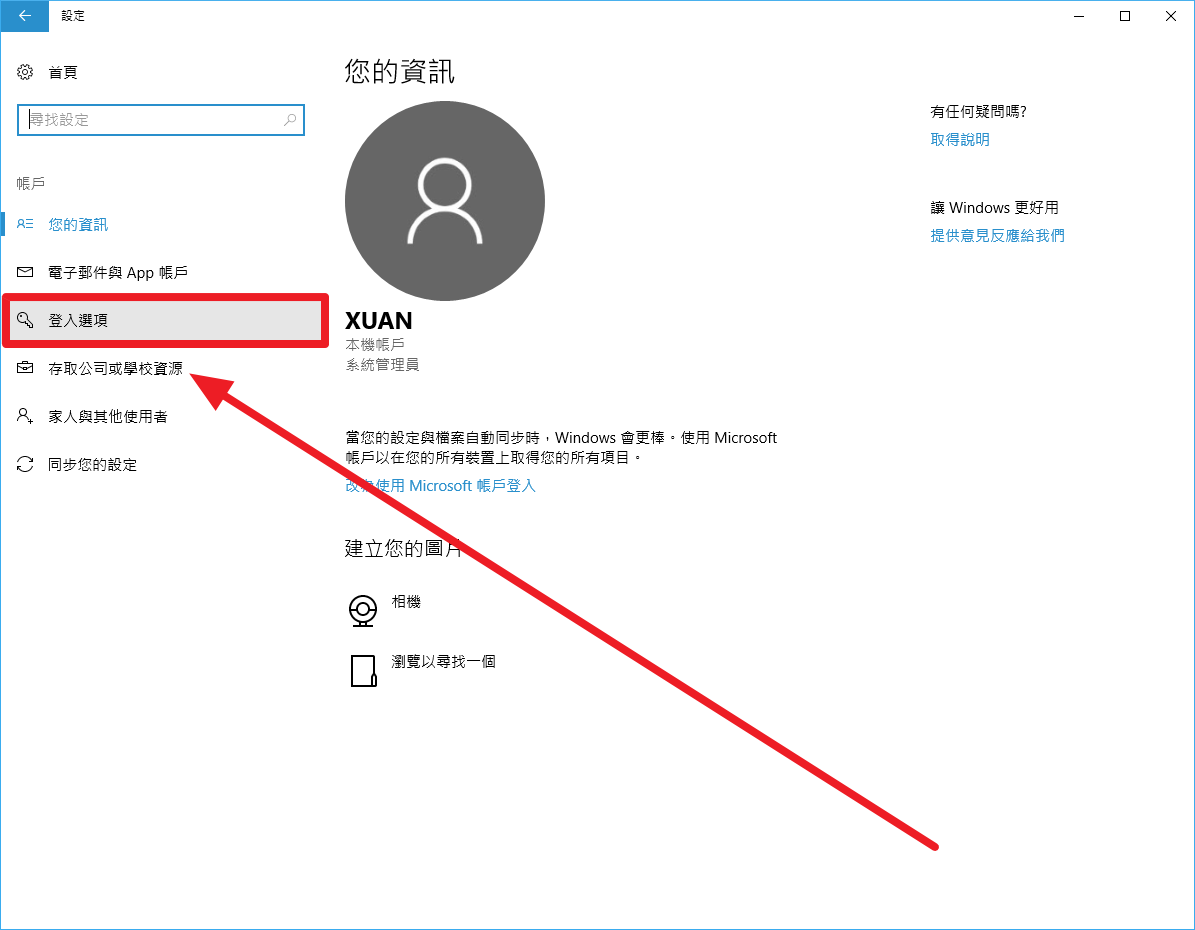 設定
首頁
尋找設定
帳戶
您的資訊
電子郵件與 App 帳戶
登入選項
存取公司或學校資源
家人與其他使用者
同步您的設定
您的資訊
XUAN
本機帳戶
系統管理員
當您的設定與檔案自動同步時，Windows 會更棒。使用 Microsoft
帳戶以在您的所有裝置上取得您的所有項目。
改為使用 Microsoft 帳戶登入
建立您的圖片
相機
瀏覽以尋找一個
有任何疑問嗎?
取得說明
讓 Windows 更好用
提供意見反應給我們